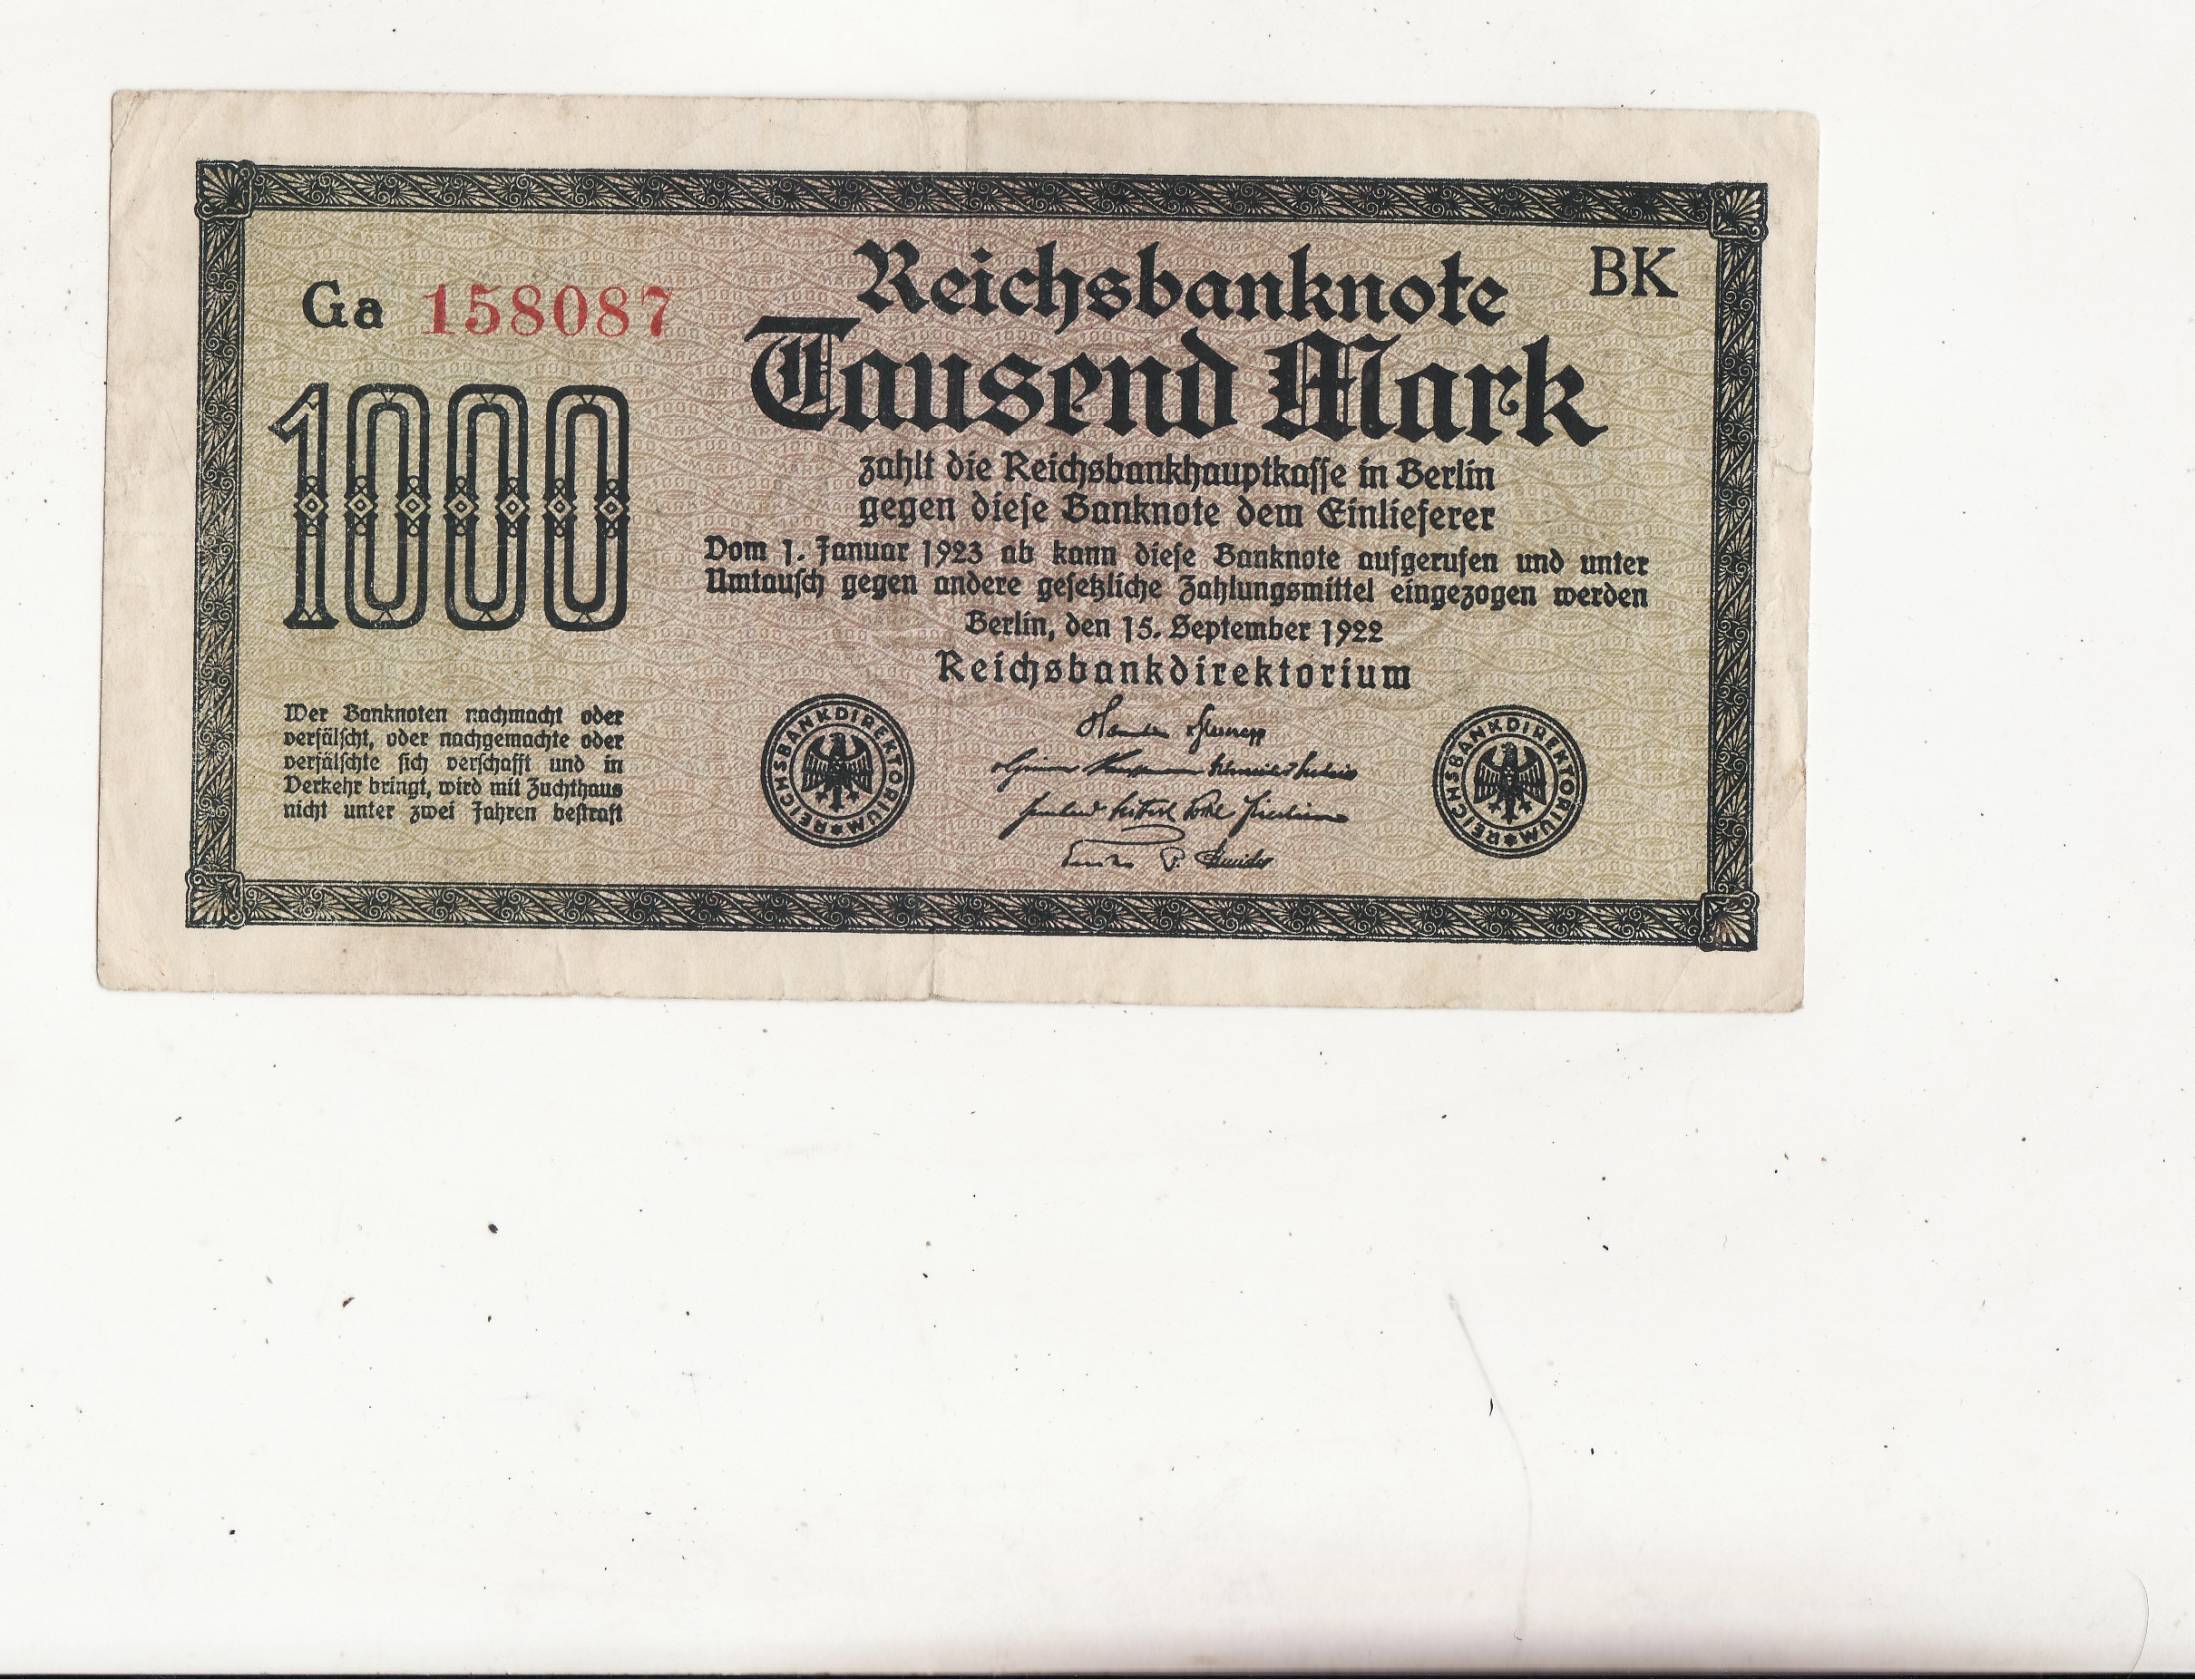 Ga 158087
BK
1000
Reichsbanknote
Tausend Mark
zahlt die Reichsbankhauptkasse in Berlin
gegen diese Banknote dem Einlieferer
Vom 1. Januar 1923 ab kann diese Banknote aufgerufen und unter
Umtausch gegen andere gesetzliche Zahlungsmittel eingezogen werden
Berlin, den 15. September 1922
Reichsbankdirektorium
Wer Banknoten nachmacht oder
verfälscht, oder nachgemachte oder
verfälschte sich verschafft und in
Verkehr bringt, wird mit Zuchthaus
nicht unter zwei Jahren bestraft
REICHSBANKDIREKTORIUM
REICHSBANKDIREKTORIUM